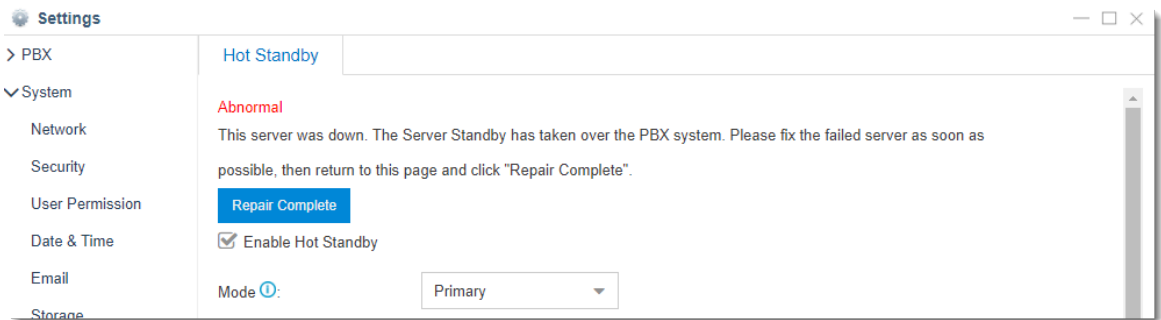 Settings
PBX
System
Network
Security
User Permission
Date & Time
Email
Storage
Hot Standby
Abnormal
This server was down. The Server Standby has taken over the PBX system. Please fix the failed server as soon as
possible, then return to this page and click "Repair Complete".
Repair Complete
Enable Hot Standby
Mode :
Primary